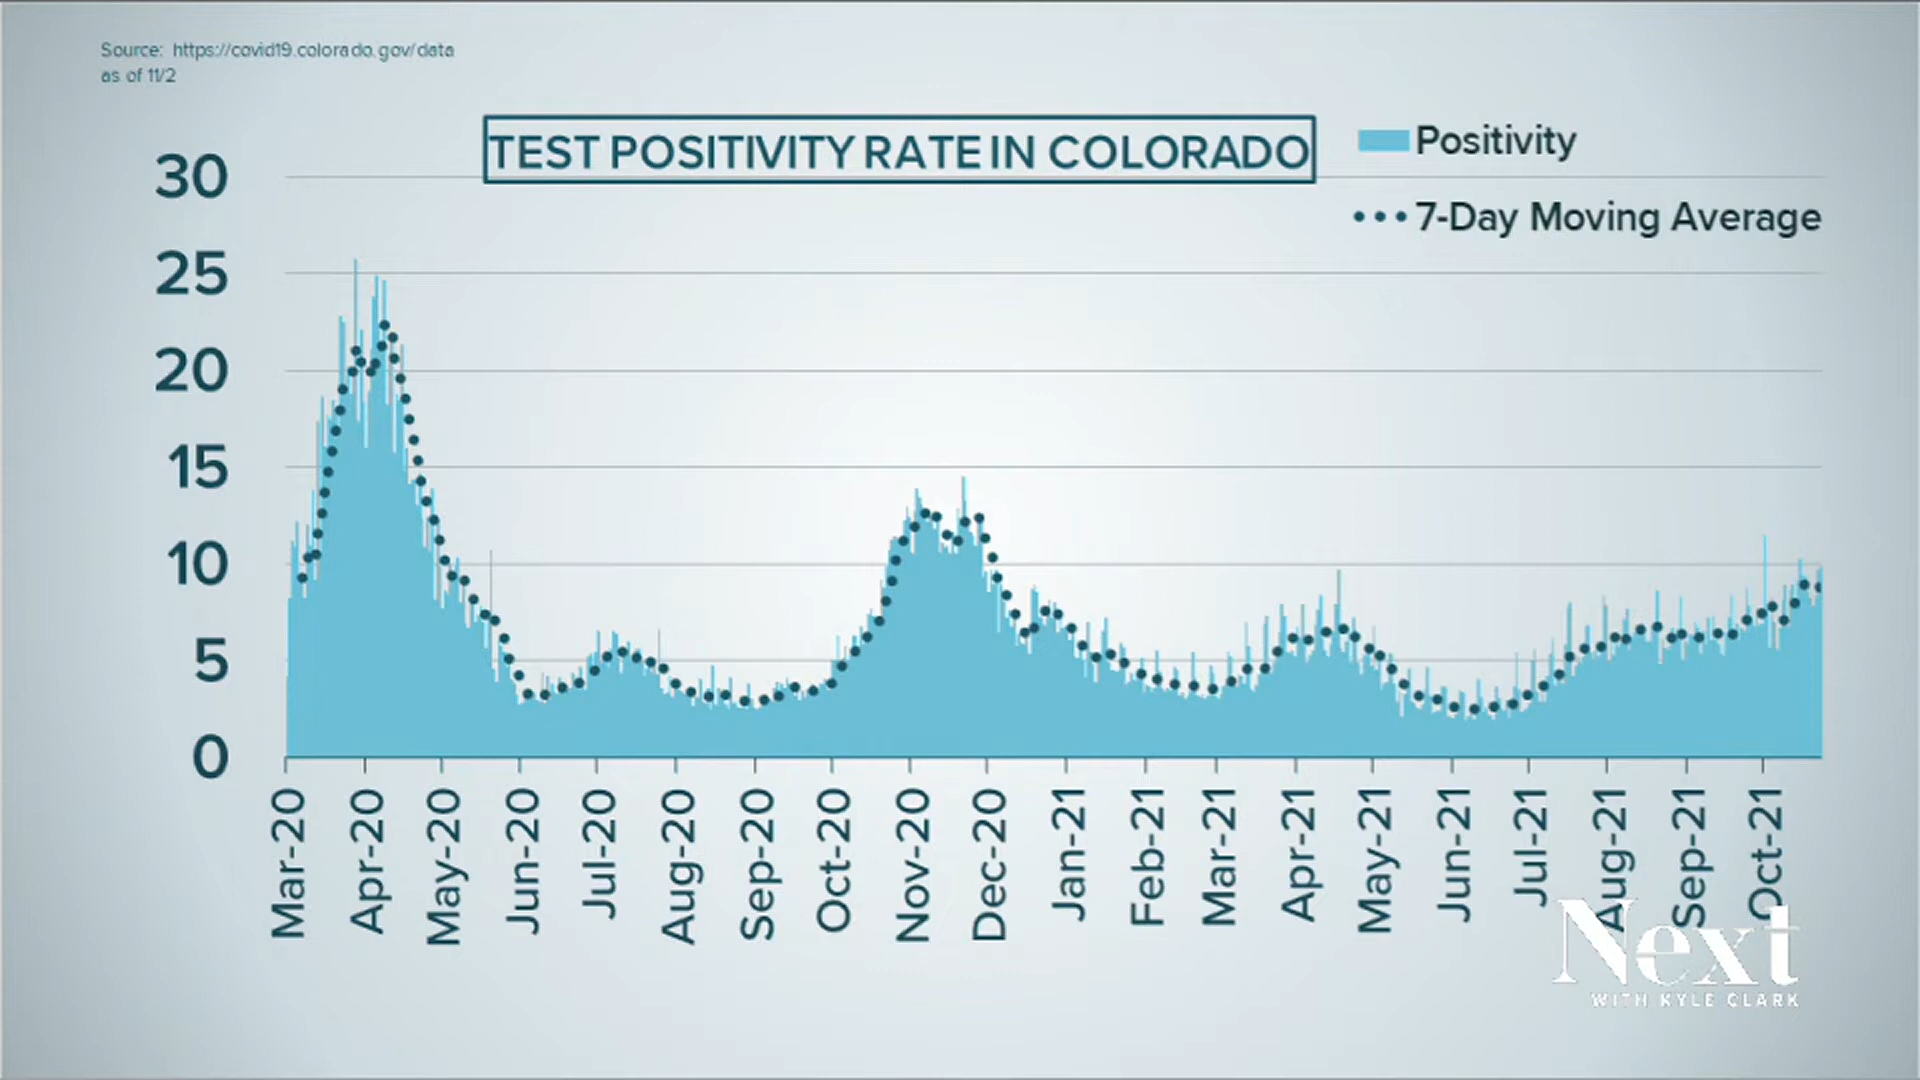 Source: https://covid19.colorado.gov/data
as of 11/2
TEST POSITIVITY RATE IN COLORADO
Positivity
7-Day Moving Average
30
25
20
15
10
5
0
Mar-20
Apr-20
May-20
Jun-20
Jul-20
Aug-20
Sep-20
Oct-20
Nov-20
Dec-20
Jan-21
Feb-21
Mar-21
Apr-21
May-21
Jun-21
Jul-21
Aug-21
Sep-21
Oct-21
Next
WITH KYLE CLARK